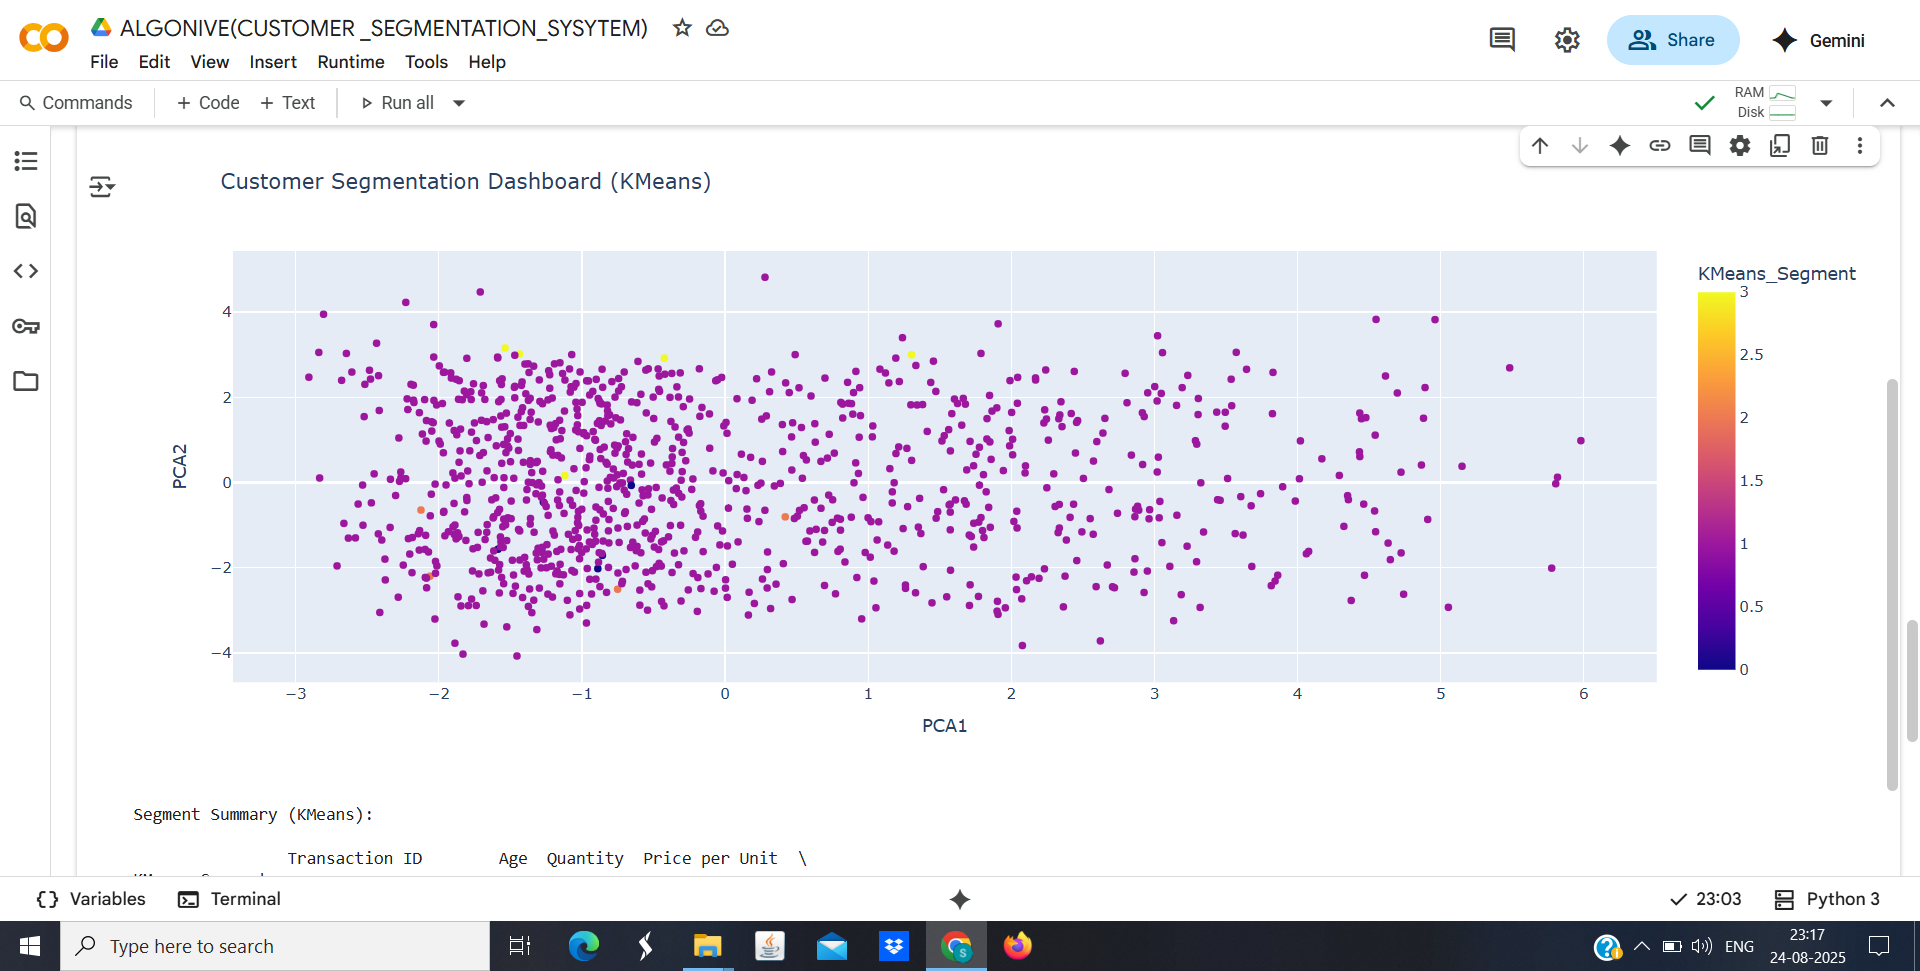 ALGONIVE(CUSTOMER _SEGMENTATION_SYSYTEM)
File Edit View Insert Runtime Tools Help
Share
Gemini
Commands + Code + Text Run all
RAM
Disk
Customer Segmentation Dashboard (KMeans)
KMeans_Segment
3
2.5
2
1.5
1
0.5
0
PCA2
4
2
0
−2
−4
−3 −2 −1 0 1 2 3 4 5 6
PCA1
Segment Summary (KMeans):
Transaction ID Age Quantity Price per Unit \
Variables Terminal
23:03 Python 3
Type here to search
ENG
23:17
24-08-2025